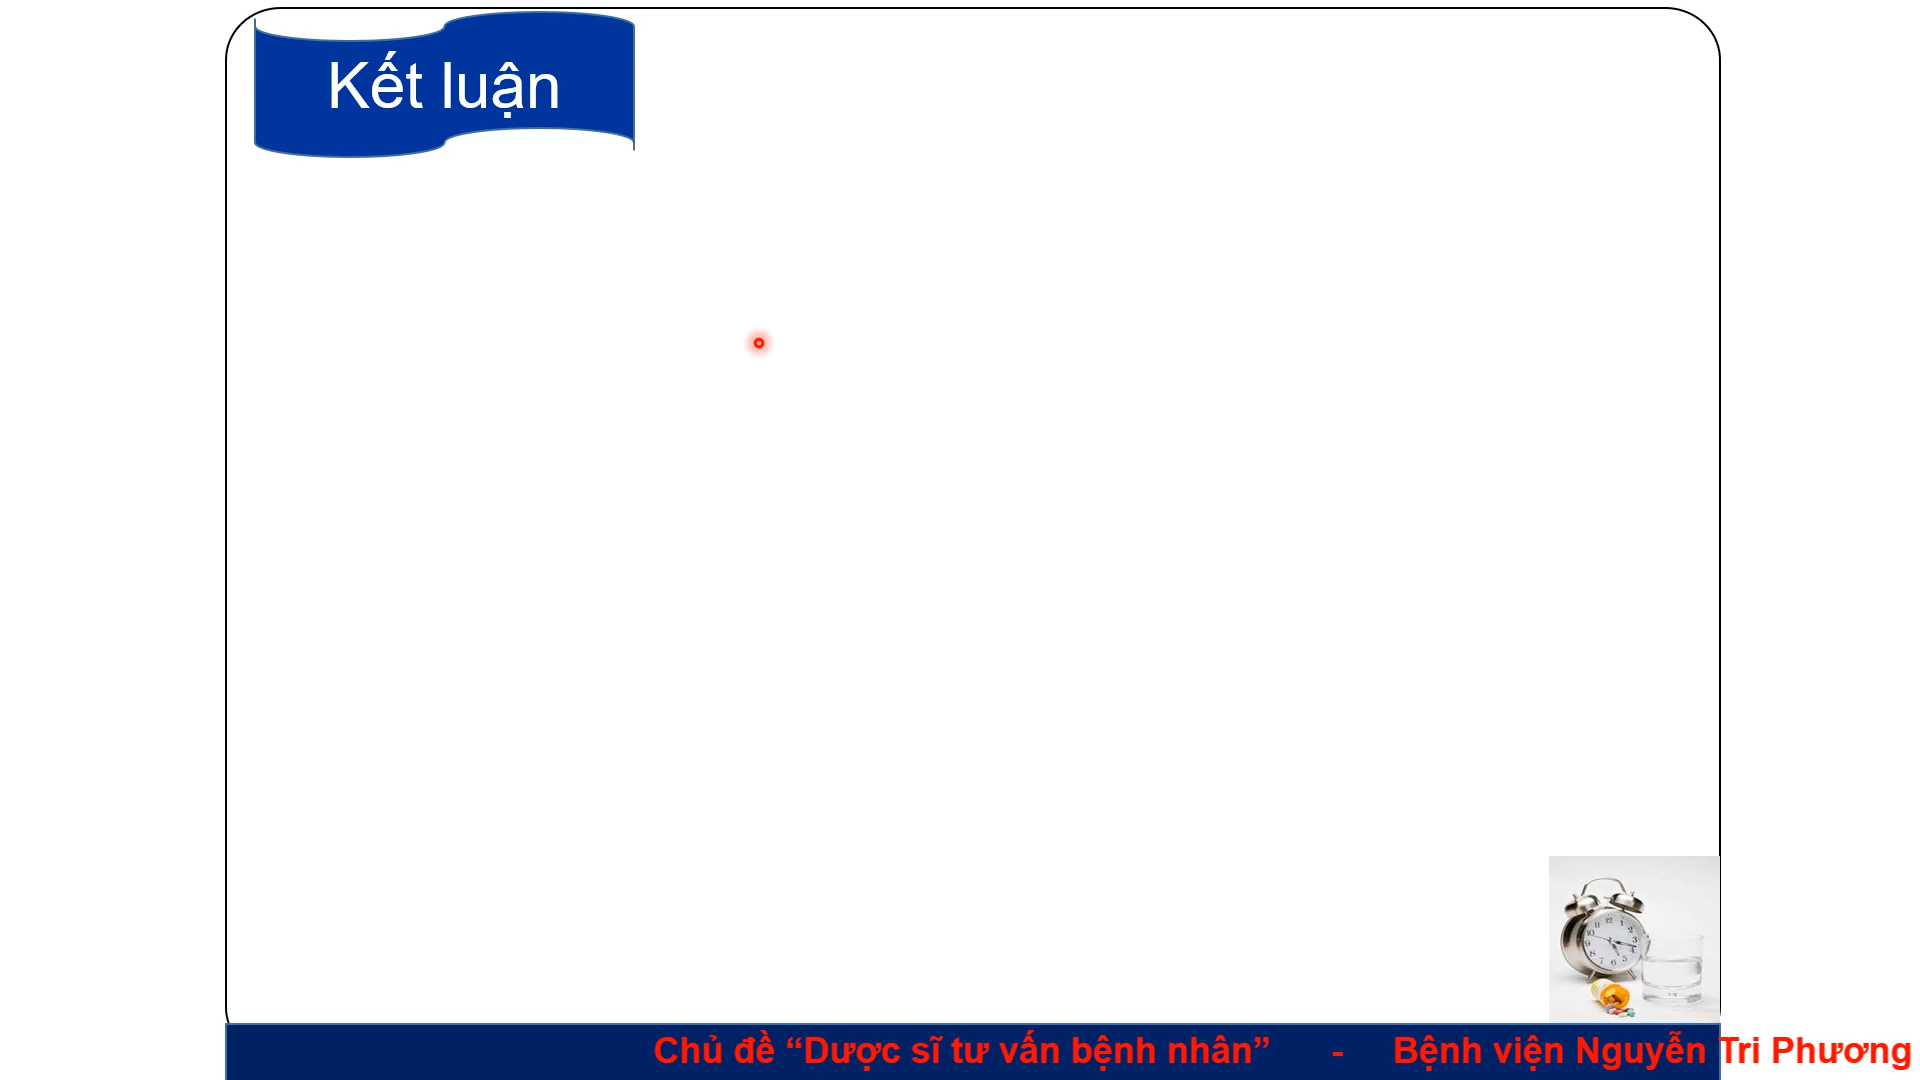 Kết luận
Chủ đề “Dược sĩ tư vấn bệnh nhân” - Bệnh viện Nguyễn Tri Phương